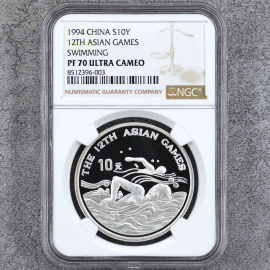 1994 CHINA S10Y
12TH ASIAN GAMES
SWIMMING
PF 70 ULTRA CAMEO
8512396-003
NUMISMATIC GUARANTY COMPANY
NGC
THE 12TH ASIAN GAMES
10元